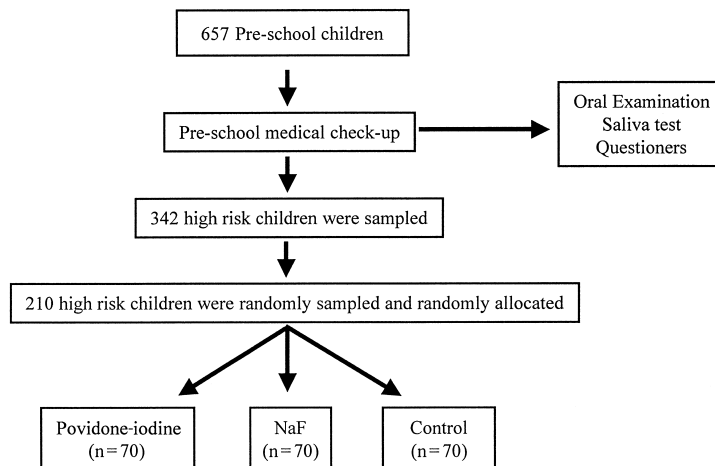 657 Pre-school children
Pre-school medical check-up
Oral Examination
Saliva test
Questioners
342 high risk children were sampled
210 high risk children were randomly sampled and randomly allocated
Povidone-iodine
(n=70)
NaF
(n=70)
Control
(n=70)